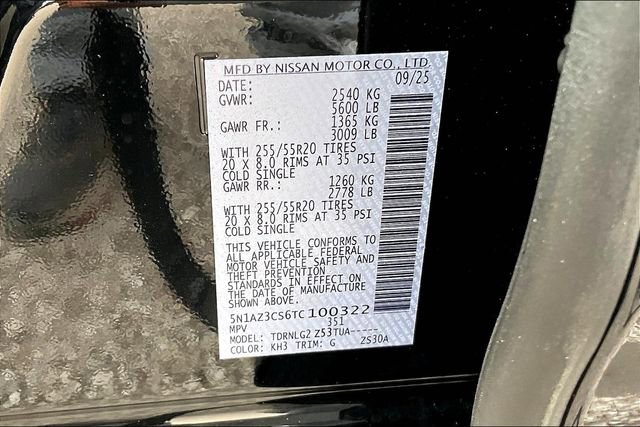 MFD BY NISSAN MOTOR CO., LTD.
DATE: 09/25
GVWR: 2540 KG
5600 LB
GAWR FR.: 1365 KG
3009 LB
WITH 255/55R20 TIRES
20 X 8.0 RIMS AT 35 PSI
COLD SINGLE
GAWR RR.: 1260 KG
2778 LB
WITH 255/55R20 TIRES
20 X 8.0 RIMS AT 35 PSI
COLD SINGLE
THIS VEHICLE CONFORMS TO
ALL APPLICABLE FEDERAL
MOTOR VEHICLE SAFETY AND
THEFT PREVENTION
STANDARDS IN EFFECT ON
THE DATE OF MANUFACTURE
SHOWN ABOVE.
5N1AZ3CS6TC100322
MPV 351
MODEL: TDRNLG2 Z53TUA-----
COLOR: KH3 TRIM: G ZS30A